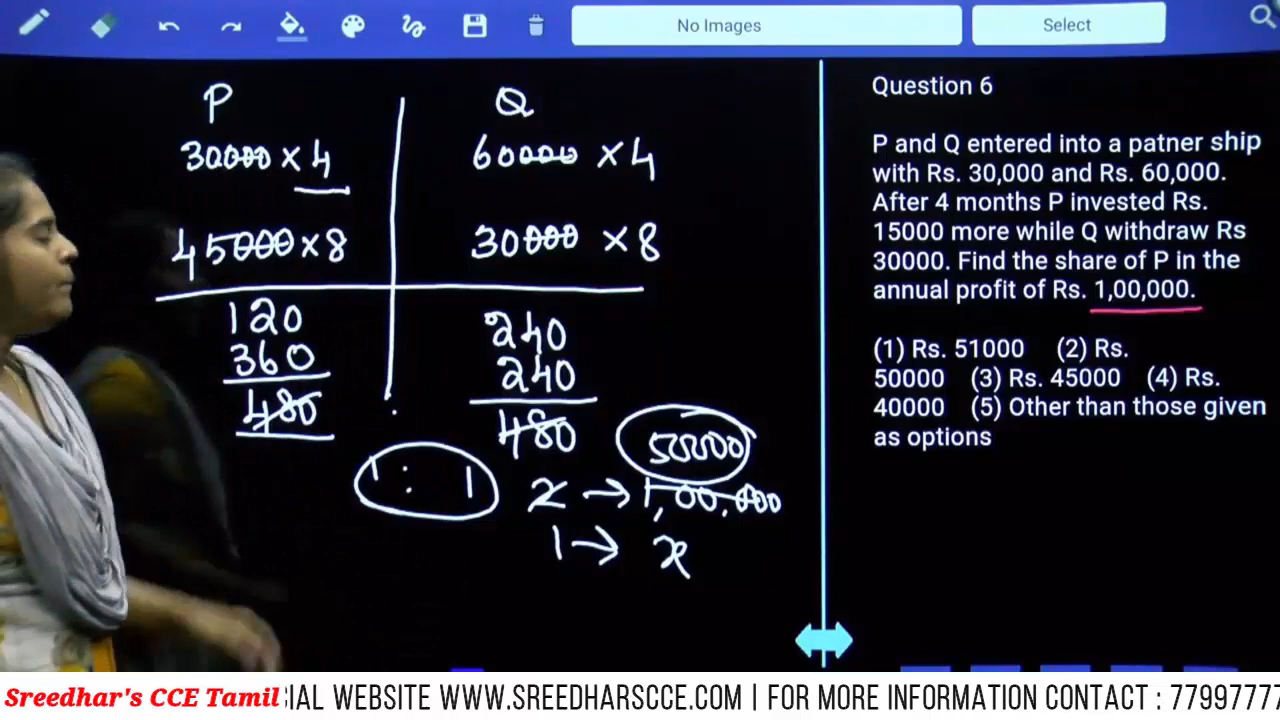 No Images
Select
P
Q
30000 × 4
60000 × 4
45000 × 8
30000 × 8
120
360
480
240
240
480
1 : 1
50000
2 → 1,00,000
1 → x
Question 6
P and Q entered into a patner ship
with Rs. 30,000 and Rs. 60,000.
After 4 months P invested Rs.
15000 more while Q withdraw Rs
30000. Find the share of P in the
annual profit of Rs. 1,00,000.
(1) Rs. 51000 (2) Rs.
50000 (3) Rs. 45000 (4) Rs.
40000 (5) Other than those given
as options
Sreedhar's CCE Tamil
CIAL WEBSITE WWW.SREEDHARSCCE.COM | FOR MORE INFORMATION CONTACT : 77997777